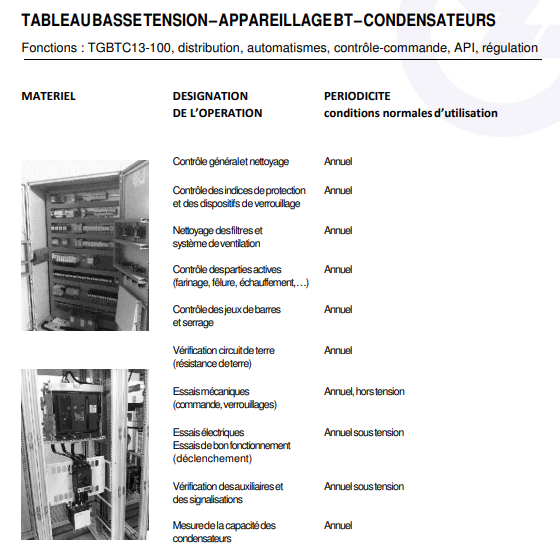 TABLEAU BASSE TENSION – APPAREILLAGE BT – CONDENSATEURS
Fonctions : TGBTC13-100, distribution, automatismes, contrôle-commande, API, régulation
MATERIEL DESIGNATION PERIODICITE
DE L’OPERATION conditions normales d’utilisation
Contrôle général et nettoyage Annuel
Contrôle des indices de protection Annuel
et des dispositifs de verrouillage
Nettoyage des filtres et Annuel
système de ventilation
Contrôle des parties actives Annuel
(farinage, fêlure, échauffement,…)
Contrôle des jeux de barres Annuel
et serrage
Vérification circuit de terre Annuel
(résistance de terre)
Essais mécaniques Annuel, hors tension
(commande, verrouillages)
Essais électriques Annuel sous tension
Essais de bon fonctionnement
(déclenchement)
Vérification des auxiliaires et Annuel sous tension
des signalisations
Mesure de la capacité des Annuel
condensateurs